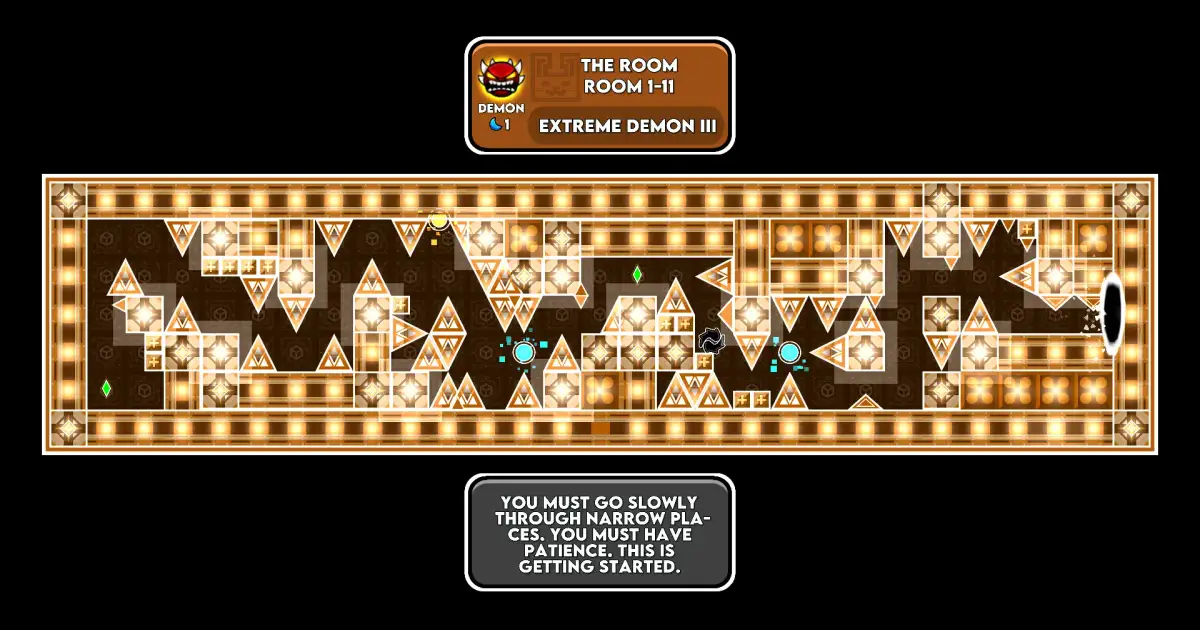 THE ROOM
ROOM 1-11
DEMON
1
EXTREME DEMON III
YOU MUST GO SLOWLY
THROUGH NARROW PLA-
CES. YOU MUST HAVE
PATIENCE. THIS IS
GETTING STARTED.